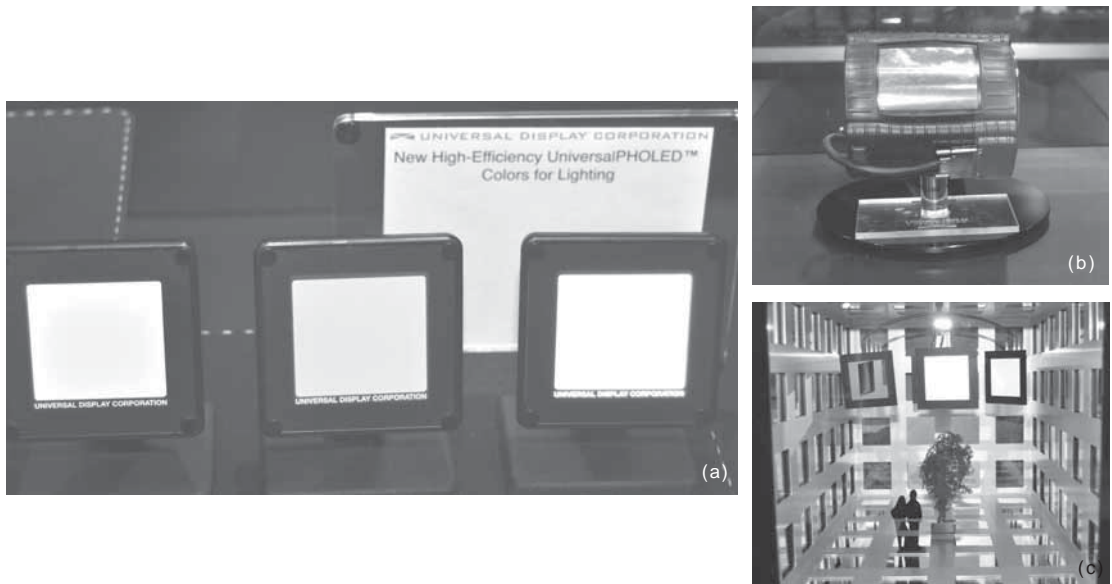 UNIVERSAL DISPLAY CORPORATION
New High-Efficiency UniversalPHOLED™
Colors for Lighting
UNIVERSAL DISPLAY CORPORATION
UNIVERSAL DISPLAY CORPORATION
UNIVERSAL DISPLAY CORPORATION
(a)
(b)
(c)